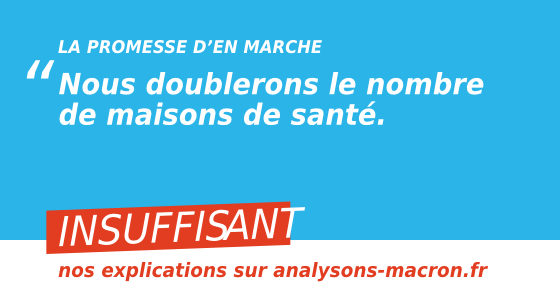 LA PROMESSE D’EN MARCHE
“ Nous doublerons le nombre
de maisons de santé.
INSUFFISANT
nos explications sur analysons-macron.fr